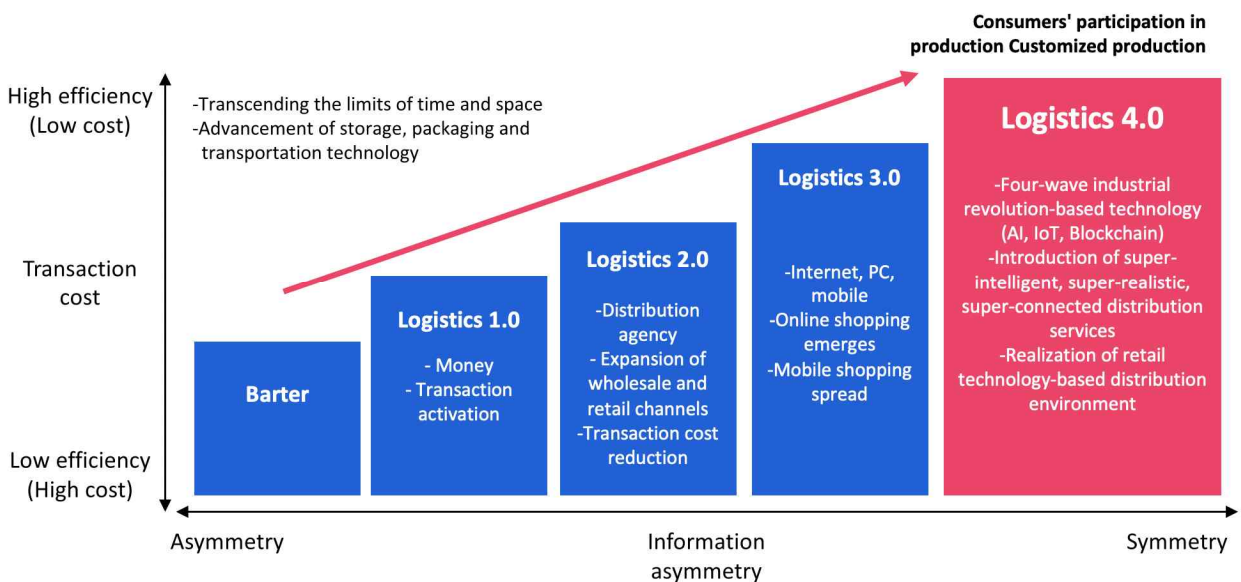 Consumers' participation in
production Customized production
High efficiency
(Low cost)
-Transcending the limits of time and space
-Advancement of storage, packaging and
transportation technology
Transaction
cost
Low efficiency
(High cost)
Barter
Logistics 1.0
- Money
- Transaction
activation
Logistics 2.0
-Distribution
agency
- Expansion of
wholesale and
retail channels
-Transaction cost
reduction
Logistics 3.0
-Internet, PC,
mobile
-Online shopping
emerges
-Mobile shopping
spread
Logistics 4.0
-Four-wave industrial
revolution-based technology
(AI, IoT, Blockchain)
-Introduction of super-
intelligent, super-realistic,
super-connected distribution
services
-Realization of retail
technology-based distribution
environment
Asymmetry
Information
asymmetry
Symmetry